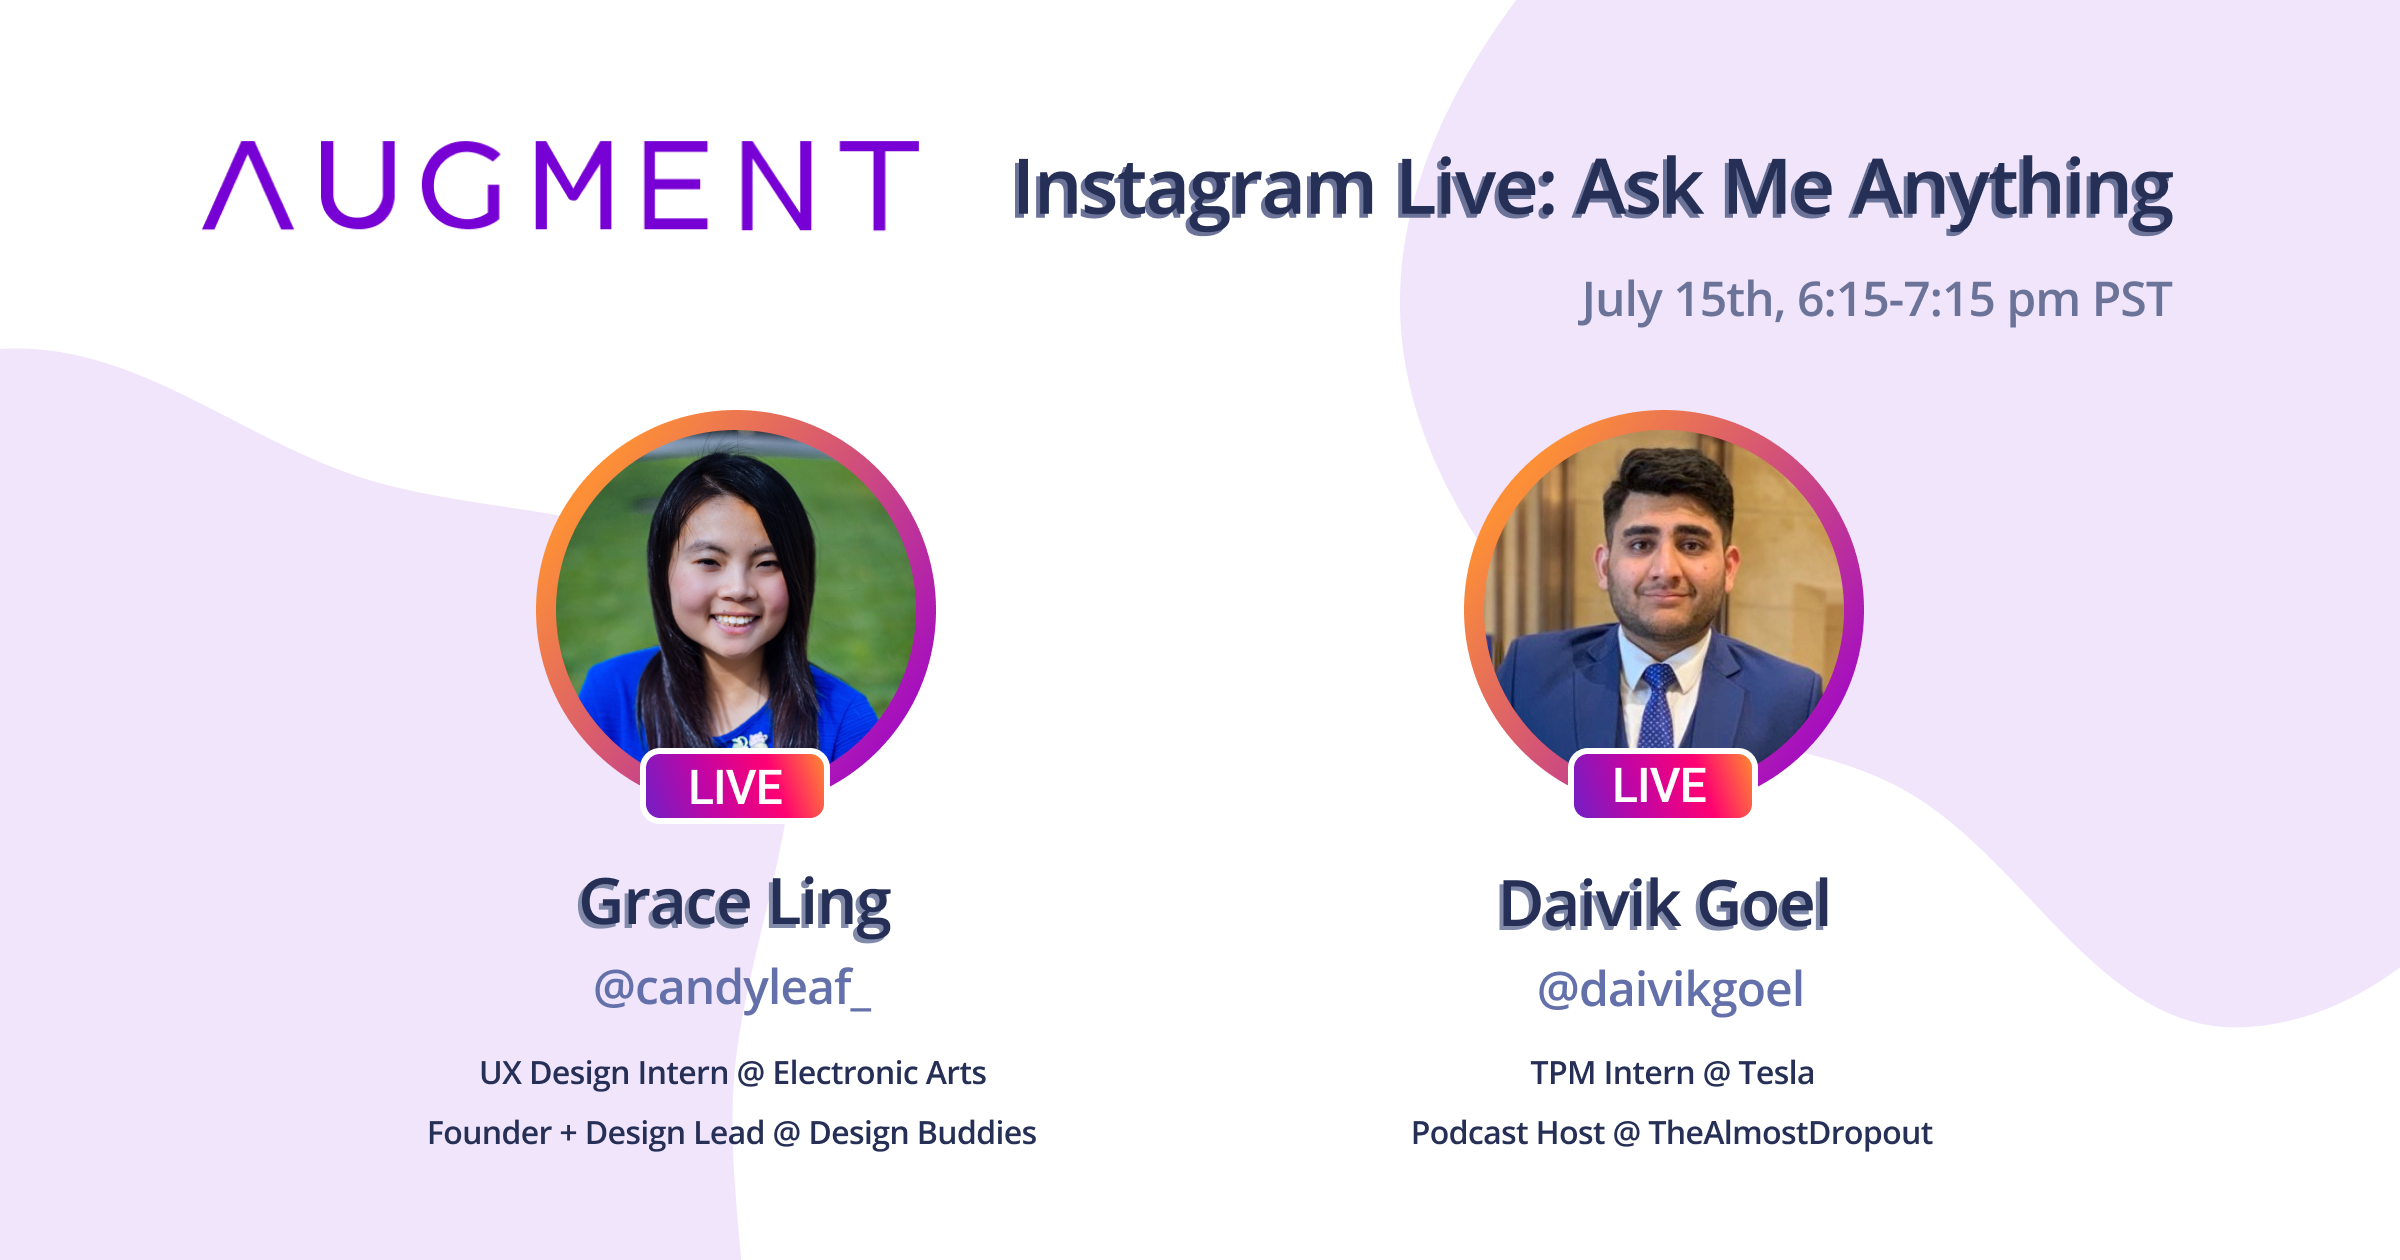 AUGMENT
Instagram Live: Ask Me Anything
July 15th, 6:15-7:15 pm PST
LIVE
Grace Ling
@candyleaf_
UX Design Intern @ Electronic Arts
Founder + Design Lead @ Design Buddies
LIVE
Daivik Goel
@daivikgoel
TPM Intern @ Tesla
Podcast Host @ TheAlmostDropout